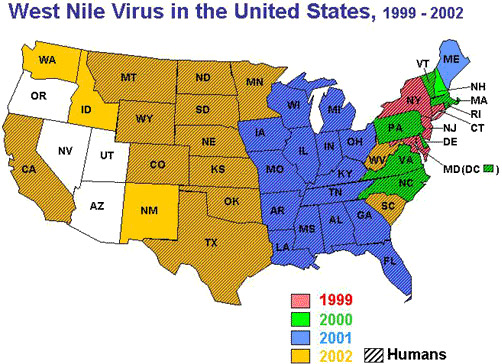 West Nile Virus in the United States, 1999 - 2002
WA
MT
ND
MN
VT
ME
OR
ID
WY
SD
WI
MI
NY
NH
MA
RI
CT
NV
UT
CO
NE
IA
IL
IN
OH
PA
NJ
DE
MD(DC )
CA
KS
MO
KY
WV
VA
AZ
NM
OK
AR
TN
NC
SC
TX
LA
MS
AL
GA
FL
1999
2000
2001
2002
Humans